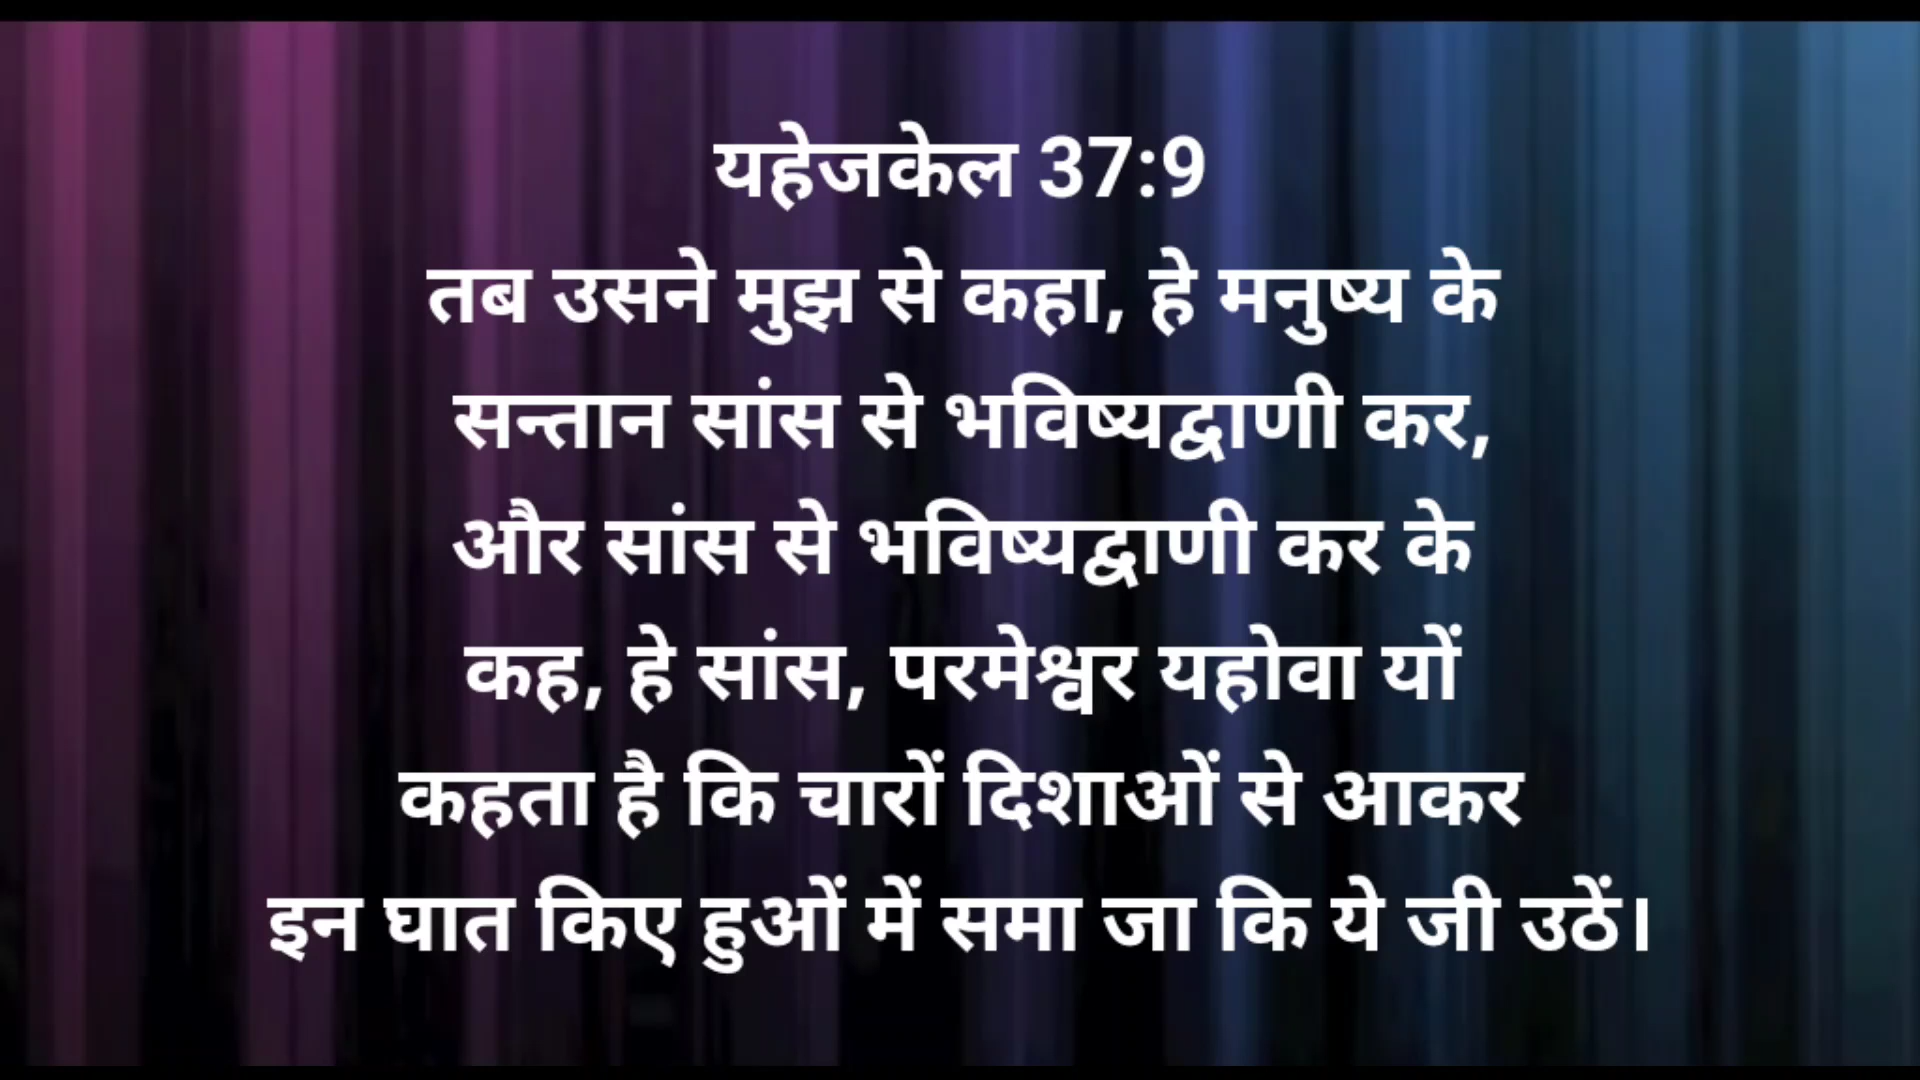 यहेजकेल 37:9
तब उसने मुझ से कहा, हे मनुष्य के
सन्तान सांस से भविष्यद्वाणी कर,
और सांस से भविष्यद्वाणी कर के
कह, हे सांस, परमेश्वर यहोवा यों
कहता है कि चारों दिशाओं से आकर
इन घात किए हुओं में समा जा कि ये जी उठें।